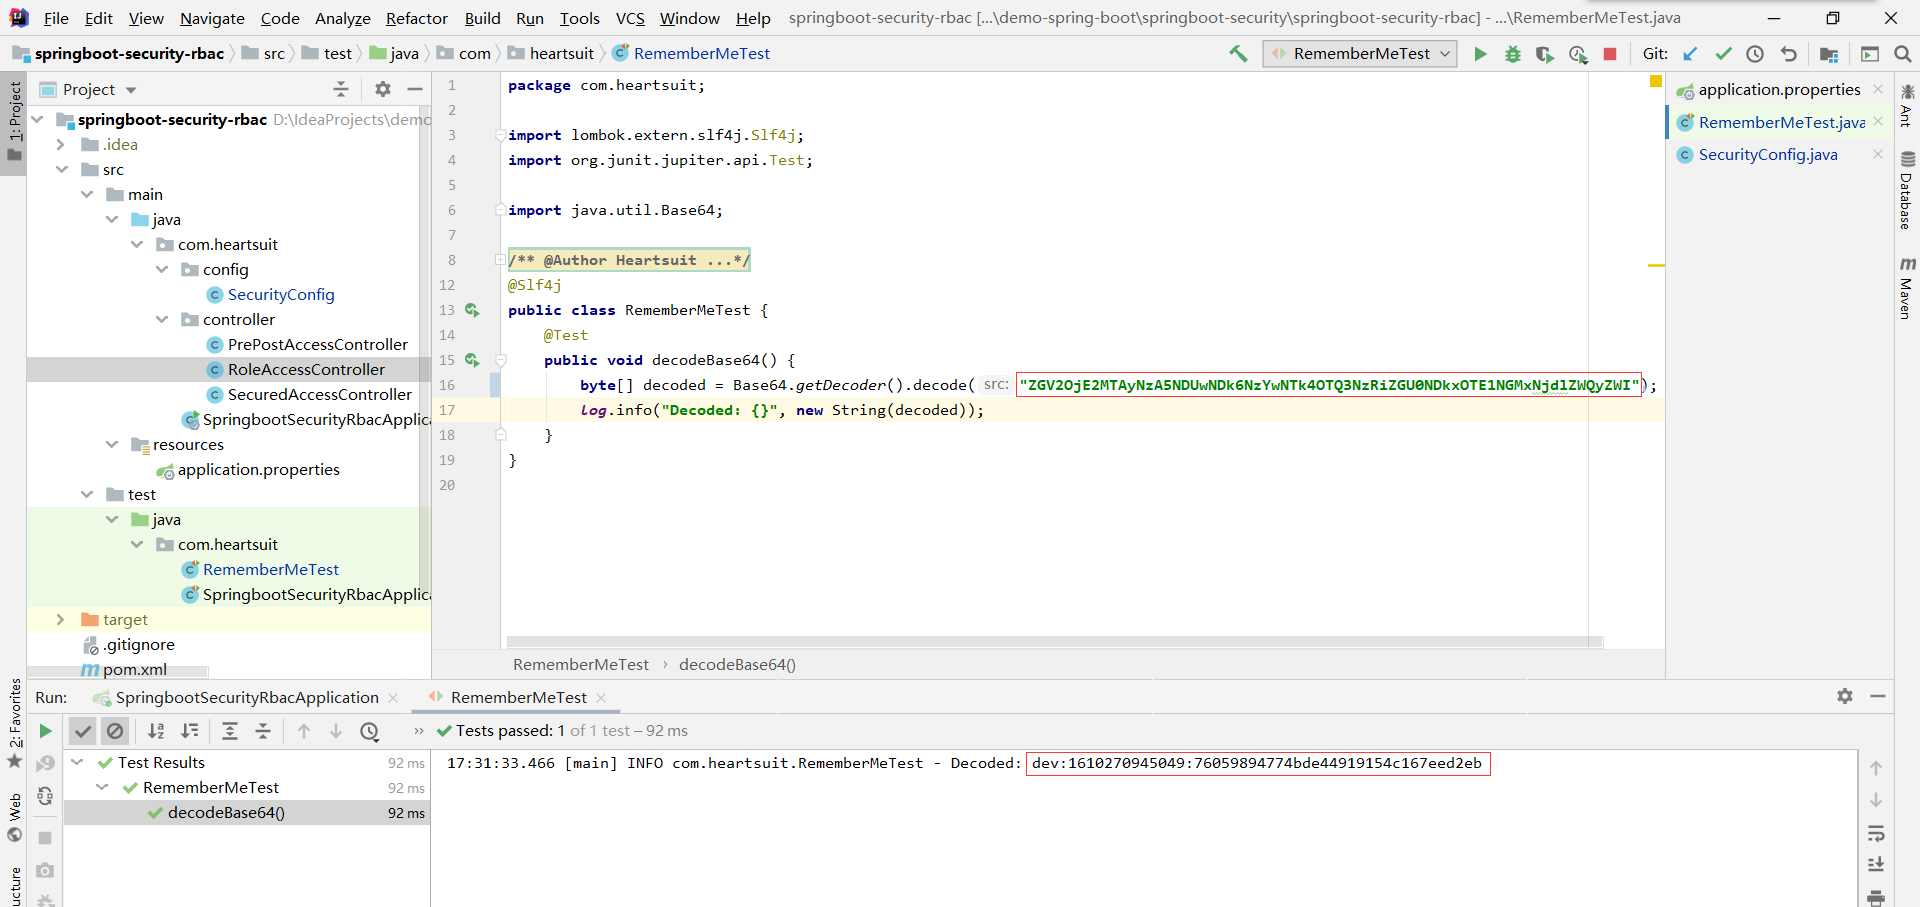 File Edit View Navigate Code Analyze Refactor Build Run Tools VCS Window Help springboot-security-rbac [...\demo-spring-boot\springboot-security\springboot-security-rbac] - ...\RememberMeTest.java
springboot-security-rbac src test java com heartsuit RememberMeTest RememberMeTest Git:
1: Project
Project
springboot-security-rbac D:\IdeaProjects\demo
.idea
src
main
java
com.heartsuit
config
SecurityConfig
controller
PrePostAccessController
RoleAccessController
SecuredAccessController
SpringbootSecurityRbacApplica
resources
application.properties
test
java
com.heartsuit
RememberMeTest
SpringbootSecurityRbacApplica
target
.gitignore
pom.xml
1 package com.heartsuit;
2
3 import lombok.extern.slf4j.Slf4j;
4 import org.junit.jupiter.api.Test;
5
6 import java.util.Base64;
7
8 /** @Author Heartsuit ...*/
12 @Slf4j
13 public class RememberMeTest {
14 @Test
15 public void decodeBase64() {
16 byte[] decoded = Base64.getDecoder().decode( src: "ZGV2OjE2MTAyNzA5NDUwNDk6NzYwNTk4OTQ3NzRiZGU0NDkxOTE1NGMxNjdlZWQyZWI");
17 log.info("Decoded: {}", new String(decoded));
18 }
19 }
20
RememberMeTest › decodeBase64()
application.properties
RememberMeTest.java
SecurityConfig.java
Ant
Database
Maven
Run: SpringbootSecurityRbacApplication RememberMeTest
Tests passed: 1 of 1 test – 92 ms
Test Results 92 ms
RememberMeTest 92 ms
decodeBase64() 92 ms
17:31:33.466 [main] INFO com.heartsuit.RememberMeTest - Decoded: dev:1610270945049:76059894774bde44919154c167eed2eb
2: Favorites
Web
ucture